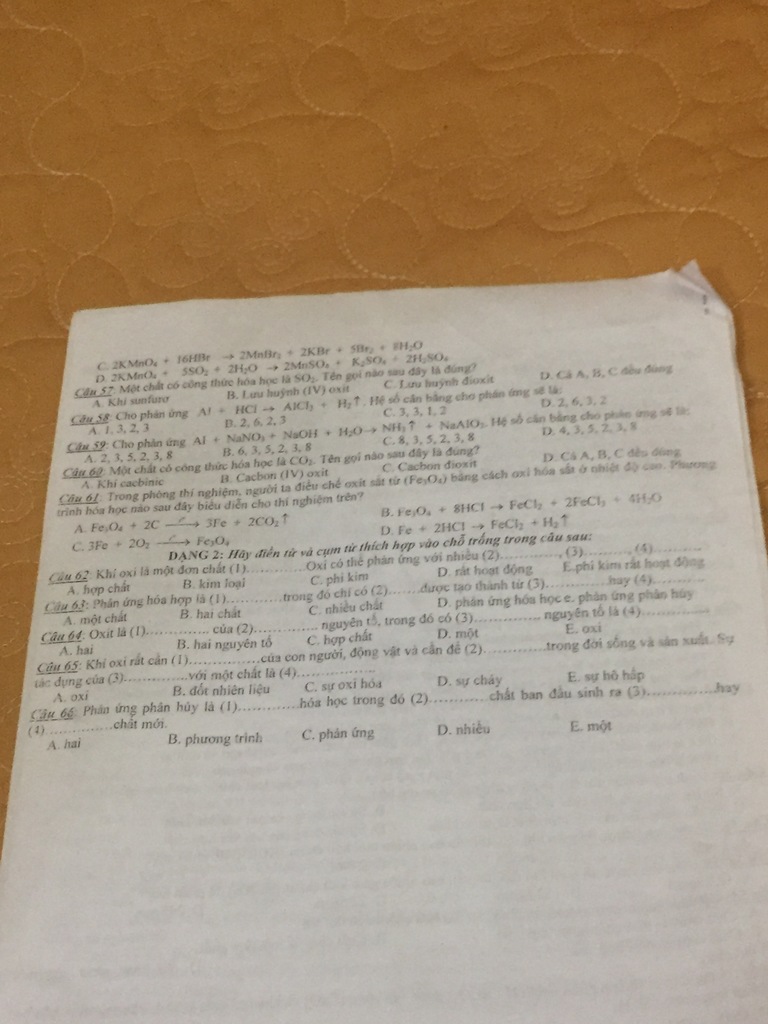 C. 2KMnO₄ + 16HBr → 2MnBr₂ + 2KBr + 5Br₂ + 8H₂O
D. 2KMnO₄ + 5SO₂ + 2H₂O → 2MnSO₄ + K₂SO₄ + 2H₂SO₄
Câu 57: Một chất có công thức hóa học là SO₂. Tên gọi nào sau đây là đúng?
A. Khí sunfurơ B. Lưu huỳnh (IV) oxit C. Lưu huỳnh đioxit D. Cả A, B, C đều đúng
Câu 58: Cho phản ứng Al + HCl → AlCl₃ + H₂↑. Hệ số cân bằng cho phản ứng sẽ là:
A. 1, 3, 2, 3 B. 2, 6, 2, 3 C. 3, 3, 1, 2 D. 2, 6, 3, 2
Câu 59: Cho phản ứng Al + NaNO₃ + NaOH + H₂O → NH₃↑ + NaAlO₂. Hệ số cân bằng cho phản ứng sẽ là:
A. 2, 3, 5, 2, 3, 8 B. 6, 3, 5, 2, 3, 8 C. 8, 3, 5, 2, 3, 8 D. 4, 3, 5, 2, 3, 8
Câu 60: Một chất có công thức hóa học là CO₂. Tên gọi nào sau đây là đúng?
A. Khí cacbinic B. Cacbon (IV) oxit C. Cacbon đioxit D. Cả A, B, C đều đúng
Câu 61: Trong phòng thí nghiệm, người ta điều chế oxit sắt từ (Fe₃O₄) bằng cách oxi hóa sắt ở nhiệt độ cao. Phương
trình hóa học nào sau đây biểu diễn cho thí nghiệm trên?
A. Fe₃O₄ + 2C → 3Fe + 2CO₂↑ B. Fe₃O₄ + 8HCl → FeCl₂ + 2FeCl₃ + 4H₂O
C. 3Fe + 2O₂ → Fe₃O₄ D. Fe + 2HCl → FeCl₂ + H₂↑
DẠNG 2: Hãy điền từ và cụm từ thích hợp vào chỗ trống trong câu sau:
Câu 62: Khí oxi là một đơn chất (1)............Oxi có thể phản ứng với nhiều (2)............, (3)........., (4).........
A. hợp chất B. kim loại C. phi kim D. rất hoạt động E.phi kim rất hoạt động
Câu 63: Phản ứng hóa hợp là (1)............trong đó chỉ có (2).......được tạo thành từ (3)............hay (4)..........
A. một chất B. hai chất C. nhiều chất D. phản ứng hóa học e. phản ứng phân hủy
Câu 64: Oxit là (1)............. của (2)............. nguyên tố, trong đó có (3)............. nguyên tố là (4)..............
A. hai B. hai nguyên tố C. hợp chất D. một E. oxi
Câu 65: Khí oxi rất cần (1)...............của con người, động vật và cần để (2).............trong đời sống và sản xuất. Sự
tác dụng của (3).............với một chất là (4)................
A. oxi B. đốt nhiên liệu C. sự oxi hóa D. sự cháy E. sự hô hấp
Câu 66: Phản ứng phân hủy là (1)............hóa học trong đó (2)............chất ban đầu sinh ra (3)................hay
(4)..............chất mới.
A. hai B. phương trình C. phản ứng D. nhiều E. một